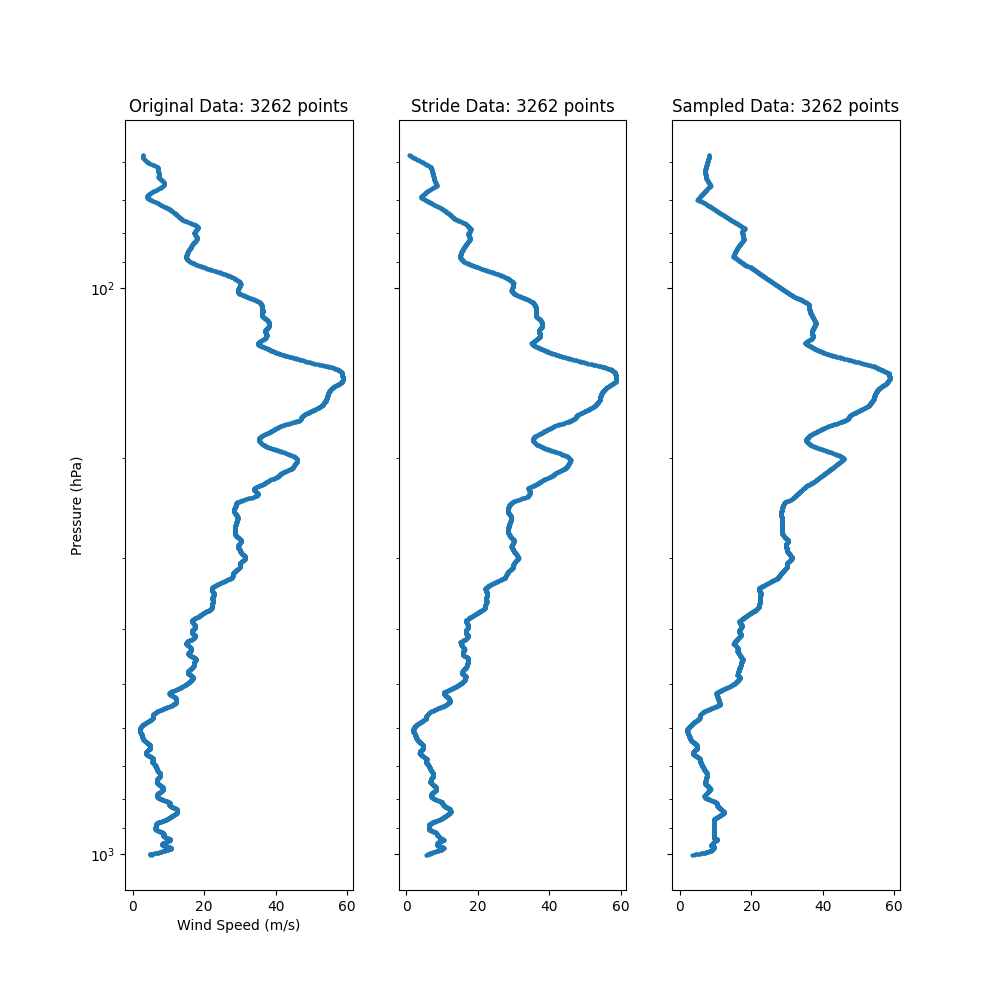 Original Data: 3262 points
Stride Data: 3262 points
Sampled Data: 3262 points
Pressure (hPa)
10²
10³
0 20 40 60
0 20 40 60
0 20 40 60
Wind Speed (m/s)